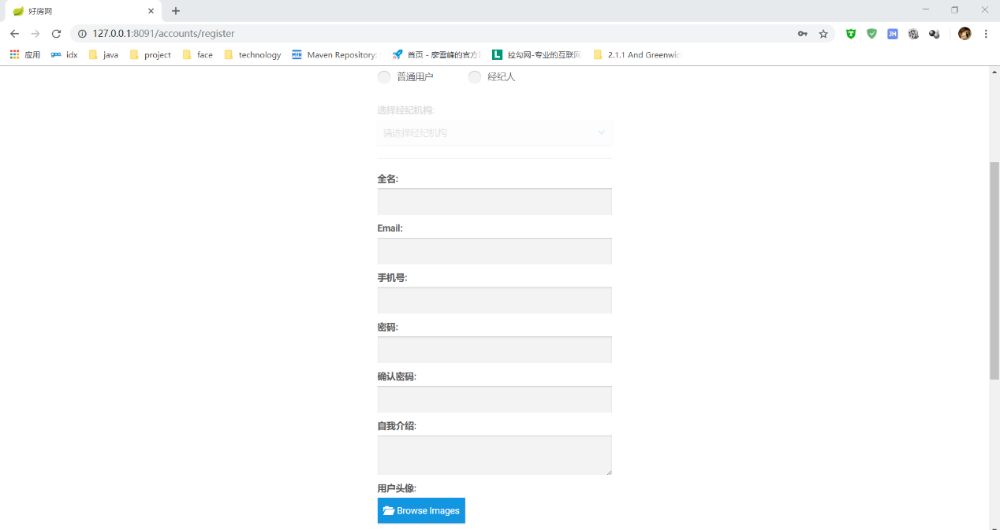 好房网
127.0.0.1:8091/accounts/register
应用 idx java project face technology Maven Repository: 首页 - 廖雪峰的官方 拉勾网-专业的互联网 2.1.1 And Greenwic
普通用户 经纪人
选择经纪机构:
请选择经纪机构
全名:
Email:
手机号:
密码:
确认密码:
自我介绍:
用户头像:
Browse Images